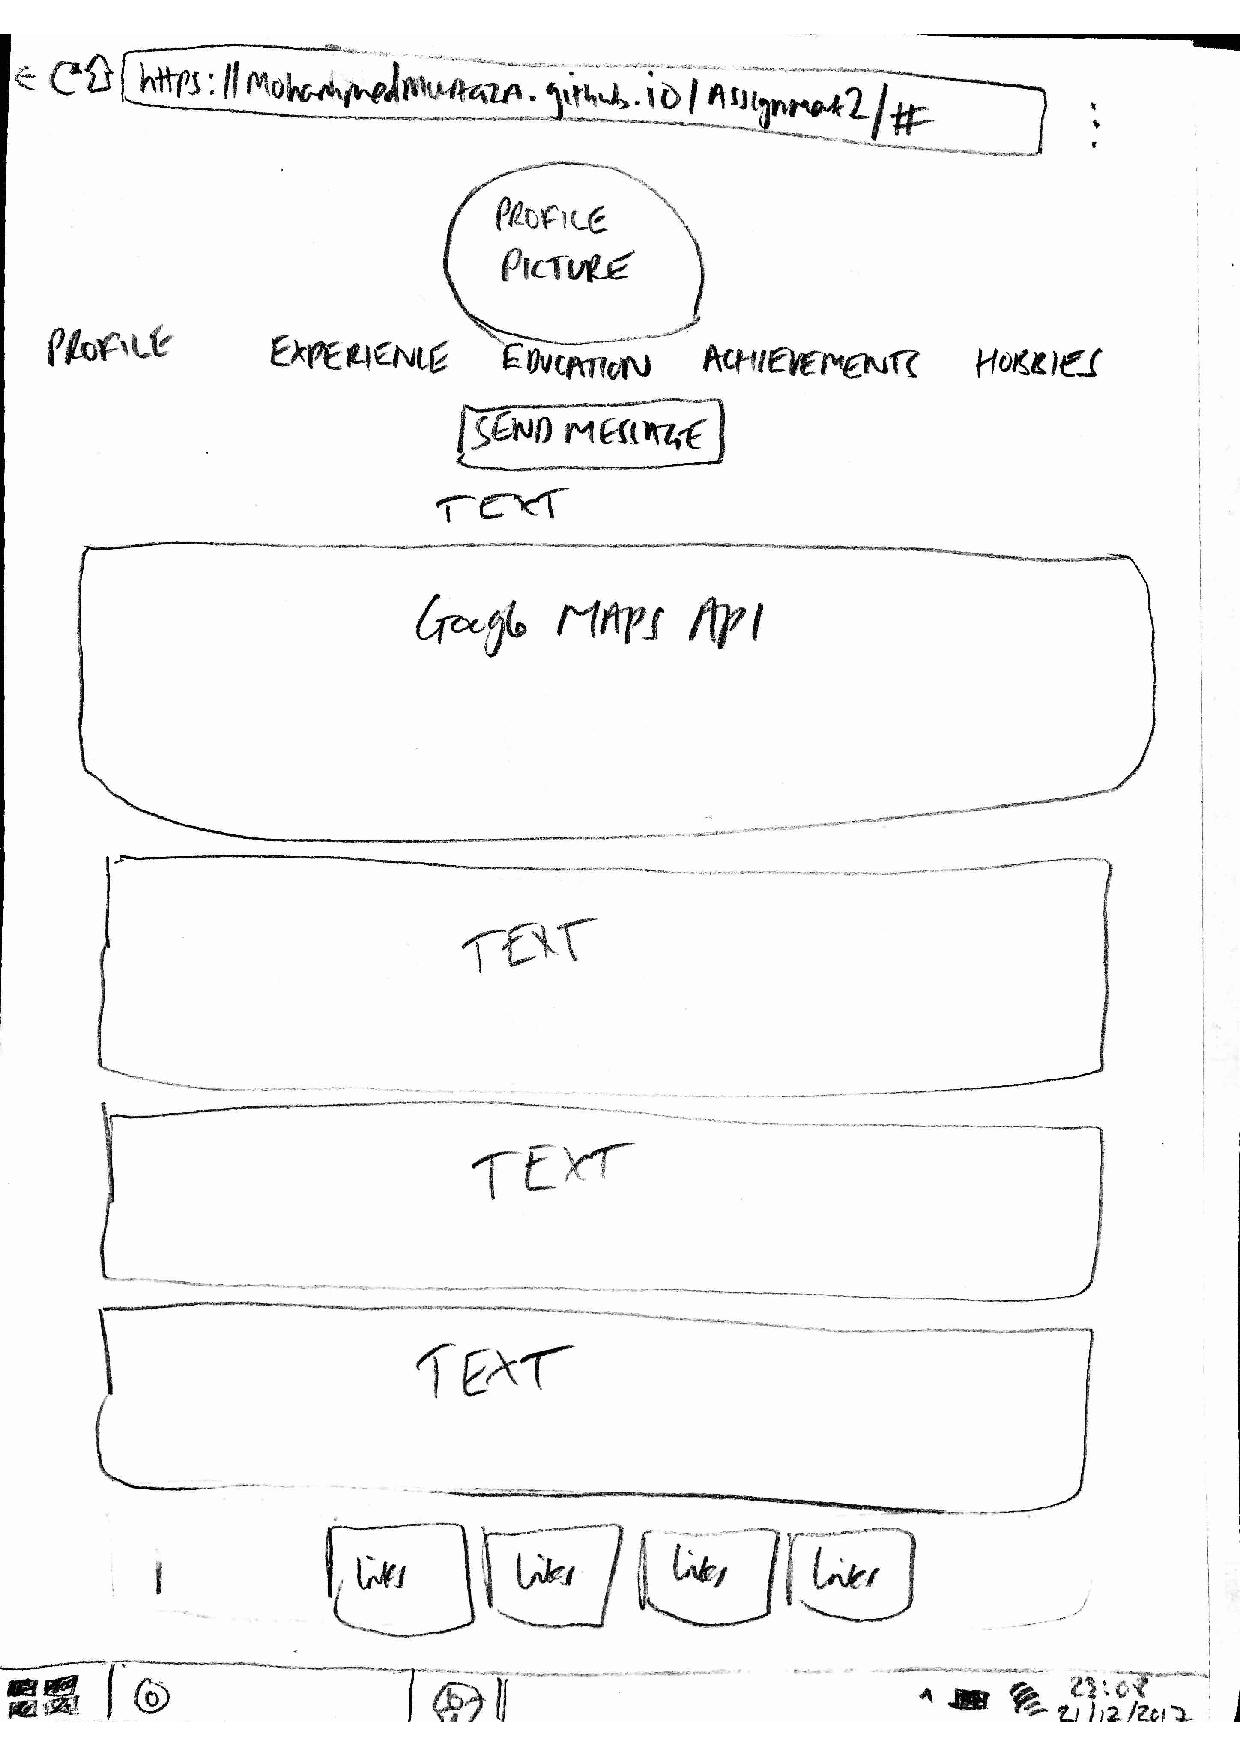 https://MohammedMurtaza.github.io/Assignment2/#
PROFILE
PICTURE
PROFILE EXPERIENCE EDUCATION ACHIEVEMENTS HOBBIES
SEND MESSAGE
TEXT
Google MAPS API
TEXT
TEXT
TEXT
Links Links Links Links
23:08
21/12/2017